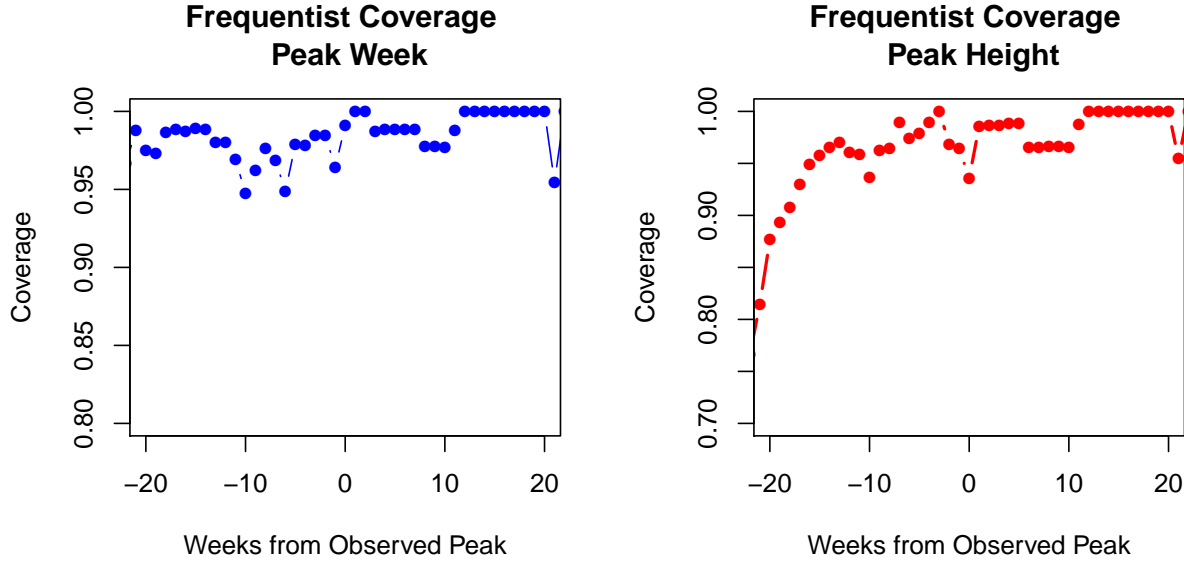 Frequentist Coverage
Peak Week
Coverage
1.00
0.95
0.90
0.85
0.80
−20 −10 0 10 20
Weeks from Observed Peak
Frequentist Coverage
Peak Height
Coverage
1.00
0.90
0.80
0.70
−20 −10 0 10 20
Weeks from Observed Peak